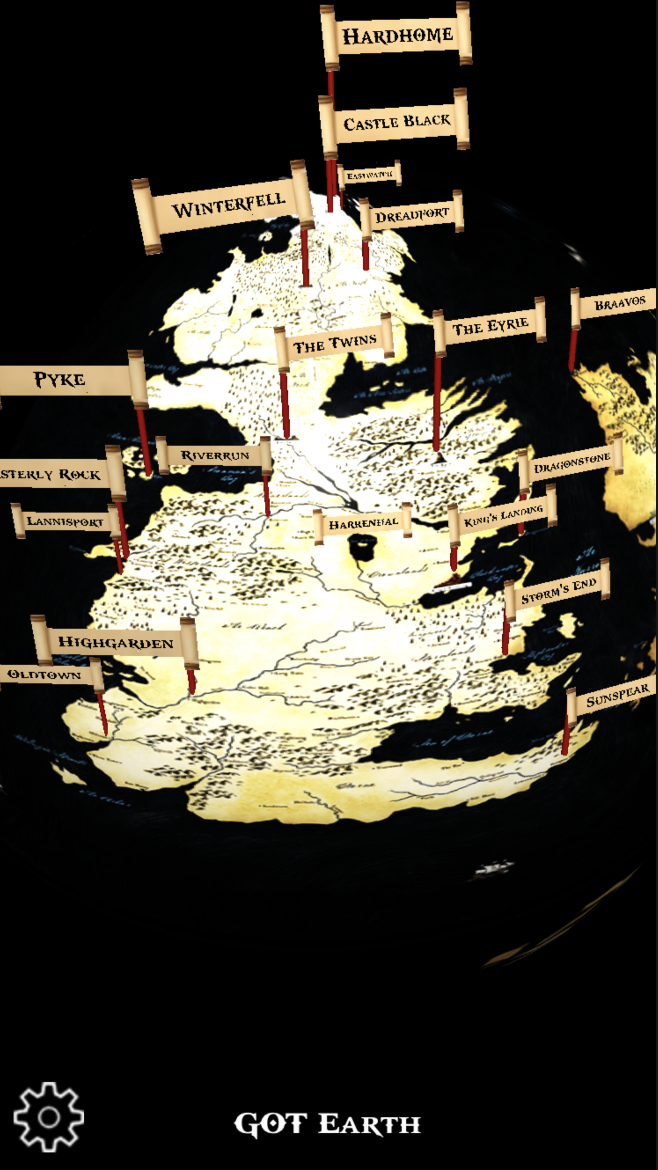 HARDHOME
CASTLE BLACK
EASTWATCH
WINTERFELL
DREADFORT
BRAAVOS
THE TWINS
THE EYRIE
PYKE
RIVERRUN
DRAGONSTONE
STERLY ROCK
LANNISPORT
HARRENHAL
KING'S LANDING
STORM'S END
HIGHGARDEN
OLDTOWN
SUNSPEAR
GOT EARTH